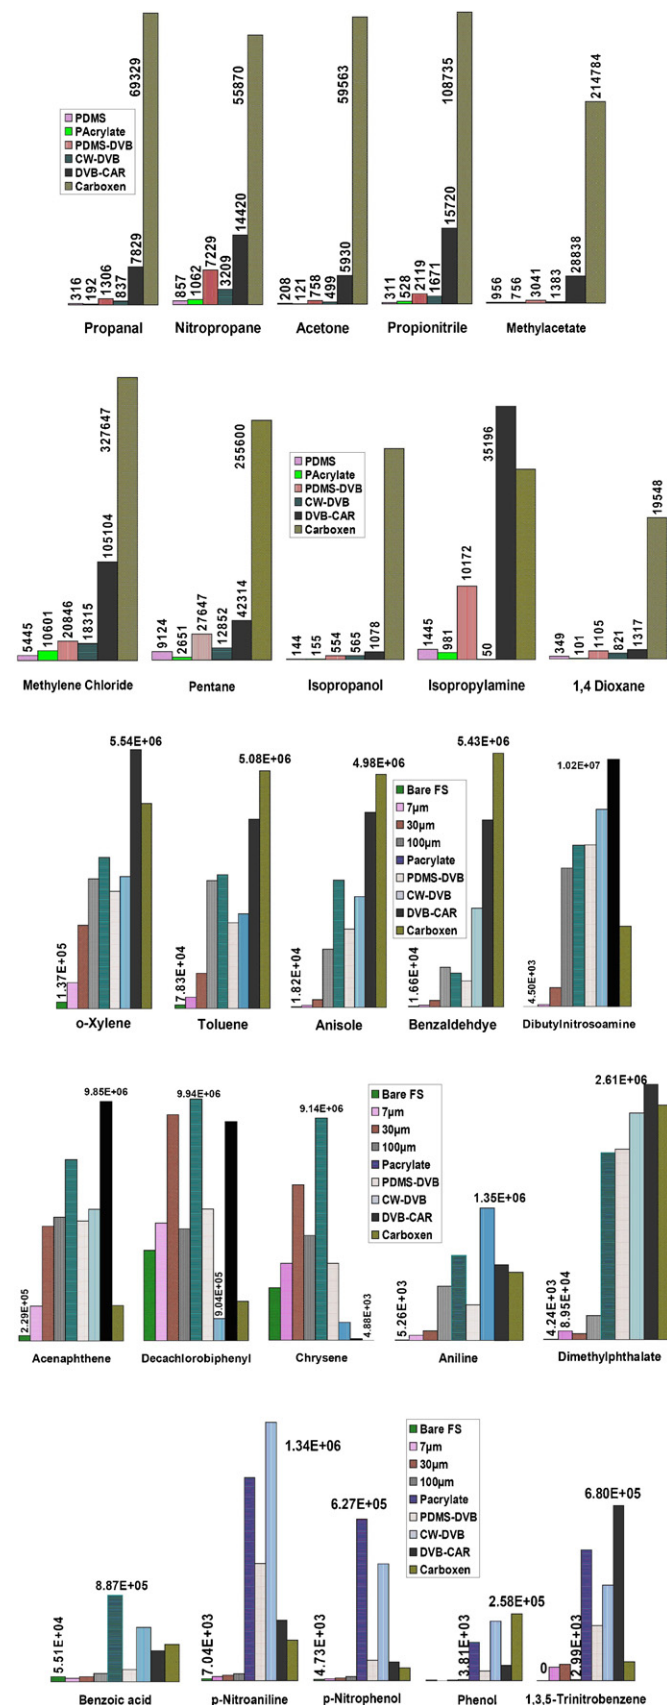 69329
55870
59563
108735
214784
PDMS
PAcrylate
PDMS-DVB
CW-DVB
DVB-CAR
Carboxen
316
192
1306
837
7829
857
1062
7229
3209
14420
208
121
758
499
5930
311
528
2119
1671
15720
956
756
3041
1383
28838
Propanal
Nitropropane
Acetone
Propionitrile
Methylacetate
327647
255600
35196
19548
PDMS
PAcrylate
PDMS-DVB
CW-DVB
DVB-CAR
Carboxen
5445
10601
20846
18315
105104
9124
2651
27647
12852
42314
144
155
554
565
1078
1445
981
10172
50
349
101
1105
821
1317
Methylene Chloride
Pentane
Isopropanol
Isopropylamine
1,4 Dioxane
5.54E+06
5.08E+06
4.98E+06
5.43E+06
1.02E+07
Bare FS
7µm
30µm
100µm
Pacrylate
PDMS-DVB
CW-DVB
DVB-CAR
Carboxen
1.37E+05
7.83E+04
1.82E+04
1.66E+04
4.50E+03
o-Xylene
Toluene
Anisole
Benzaldehdye
Dibutylnitrosoamine
9.85E+06
9.94E+06
9.14E+06
1.35E+06
2.61E+06
Bare FS
7µm
30µm
100µm
Pacrylate
PDMS-DVB
CW-DVB
DVB-CAR
Carboxen
2.29E+05
9.04E+05
4.88E+03
5.26E+03
4.24E+03
8.95E+04
Acenaphthene
Decachlorobiphenyl
Chrysene
Aniline
Dimethylphthalate
8.87E+05
1.34E+06
6.27E+05
2.58E+05
6.80E+05
Bare FS
7µm
30µm
100µm
Pacrylate
PDMS-DVB
CW-DVB
DVB-CAR
Carboxen
5.51E+04
7.04E+03
4.73E+03
3.81E+03
0
2.99E+03
Benzoic acid
p-Nitroaniline
p-Nitrophenol
Phenol
1,3,5-Trinitrobenzene